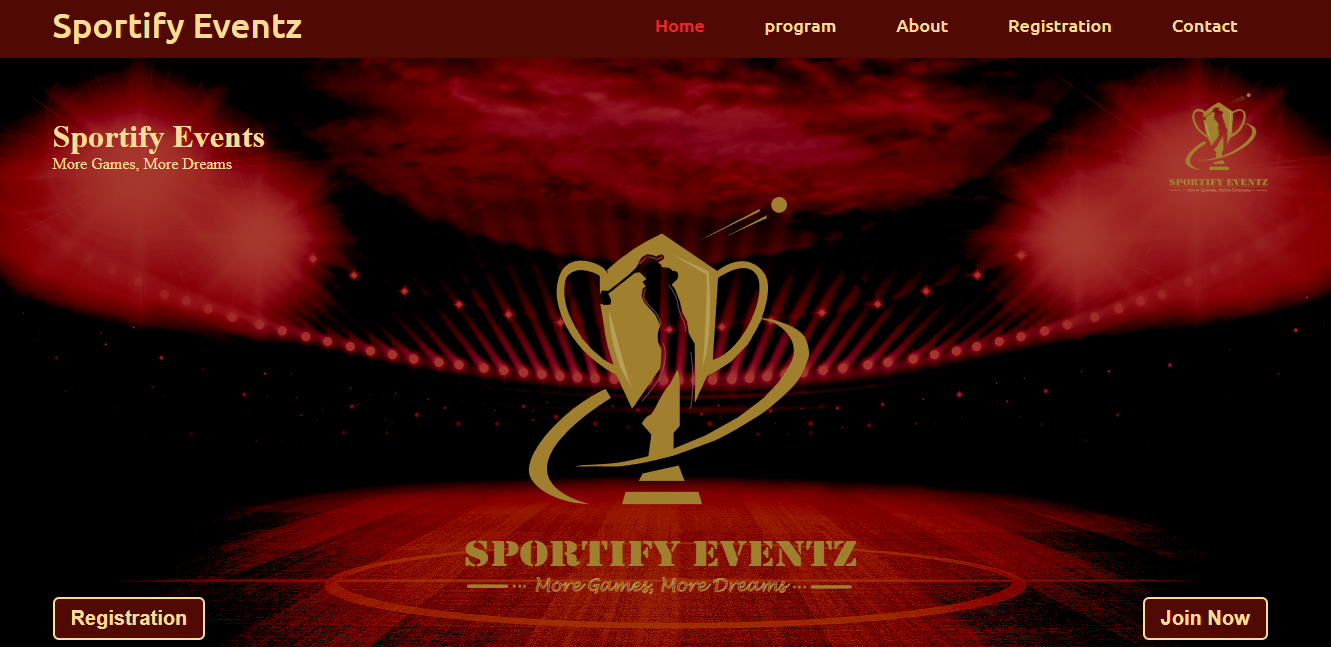 Sportify Eventz
Home program About Registration Contact
Sportify Events
More Games, More Dreams
SPORTIFY EVENTZ
More Games, More Dreams
SPORTIFY EVENTZ
More Games, More Dreams
Registration
Join Now